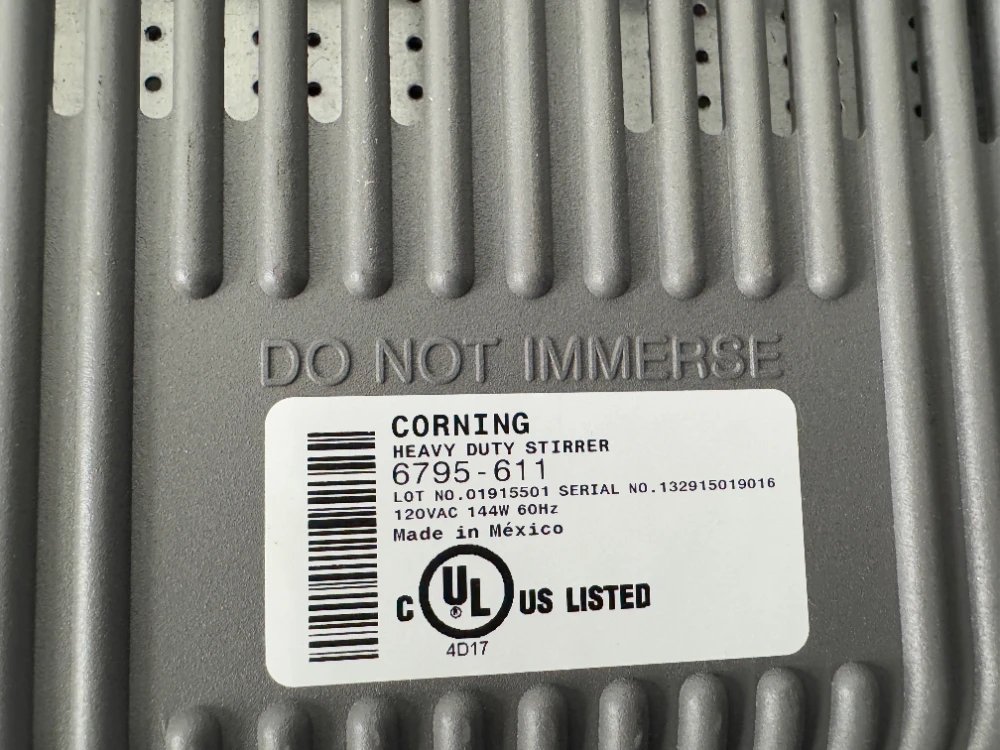 DO NOT IMMERSE
CORNING
HEAVY DUTY STIRRER
6795-611
LOT NO.01915501 SERIAL NO.132915019016
120VAC 144W 60Hz
Made in México
C UL® US LISTED
4D17